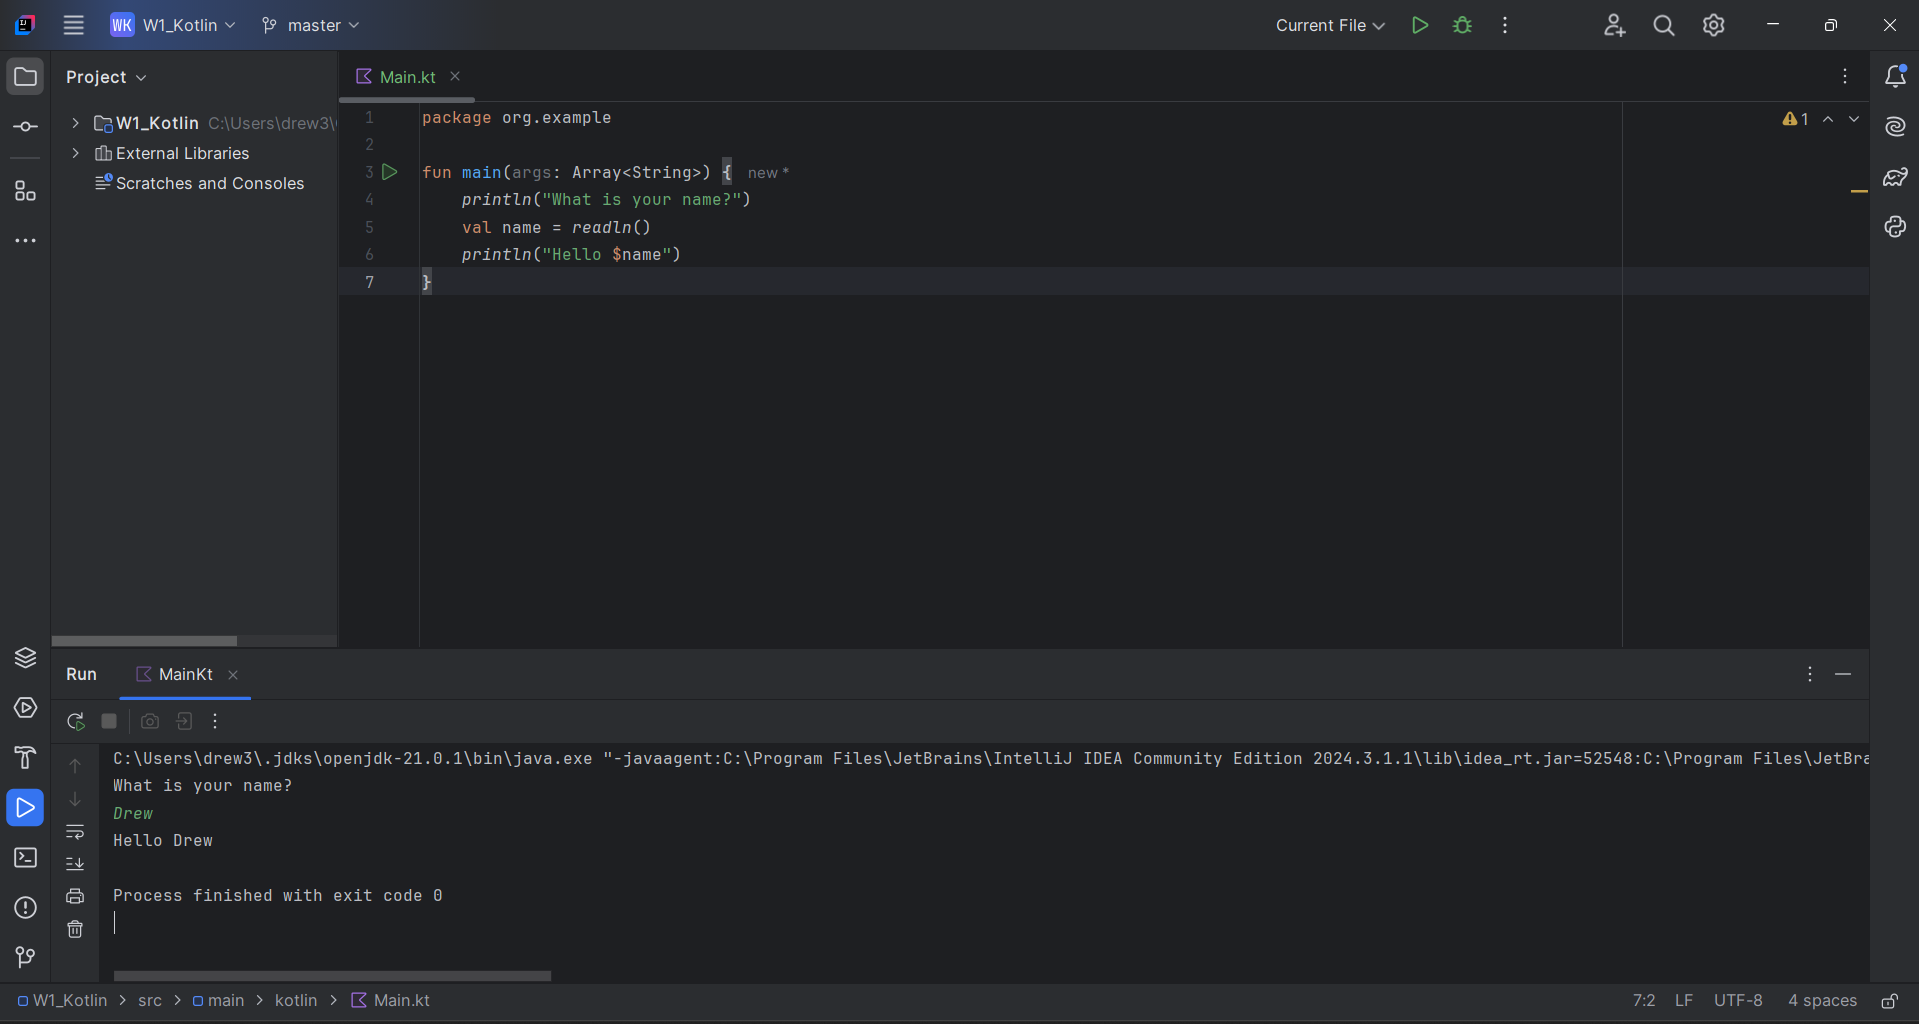 WK W1_Kotlin master Current File
Project
Main.kt
W1_Kotlin C:\Users\drew3\
External Libraries
Scratches and Consoles
1 package org.example
2
3 fun main(args: Array<String>) { new *
4 println("What is your name?")
5 val name = readln()
6 println("Hello $name")
7 }
1
Run MainKt
C:\Users\drew3\.jdks\openjdk-21.0.1\bin\java.exe "-javaagent:C:\Program Files\JetBrains\IntelliJ IDEA Community Edition 2024.3.1.1\lib\idea_rt.jar=52548:C:\Program Files\JetBra
What is your name?
Drew
Hello Drew
Process finished with exit code 0
W1_Kotlin > src > main > kotlin > Main.kt 7:2 LF UTF-8 4 spaces